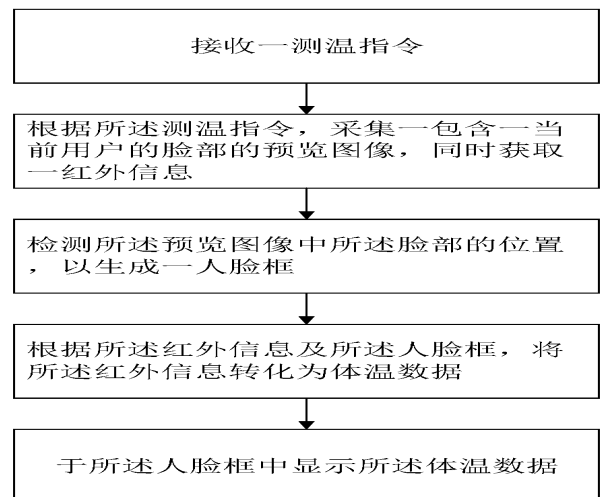 接收一测温指令
根据所述测温指令，采集一包含一当
前用户的脸部的预览图像，同时获取
一红外信息
检测所述预览图像中所述脸部的位置
，以生成一人脸框
根据所述红外信息及所述人脸框，将
所述红外信息转化为体温数据
于所述人脸框中显示所述体温数据